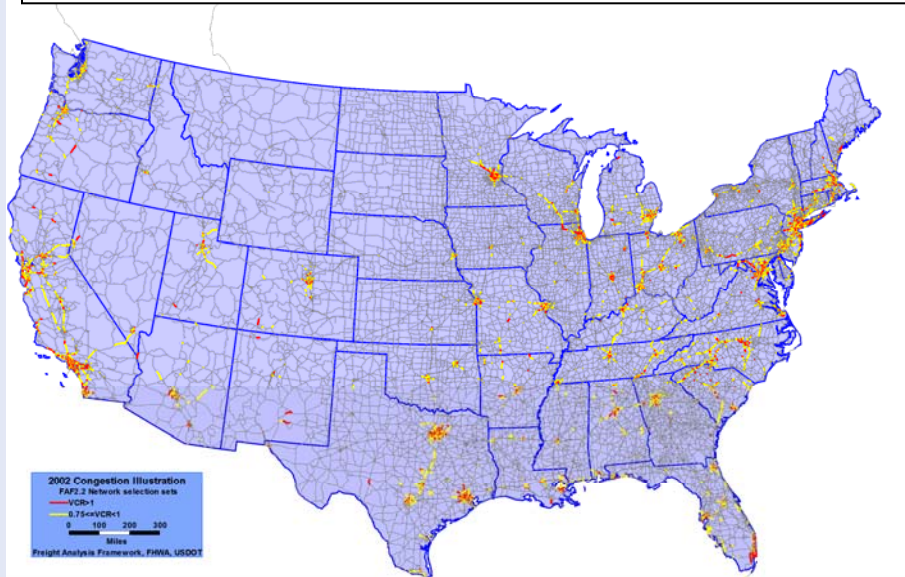 2002 Congestion Illustration
FAF2.2 Network selection sets
VCR>1
0.75<=VCR<1
0 100 200 300
Miles
Freight Analysis Framework, FHWA, USDOT